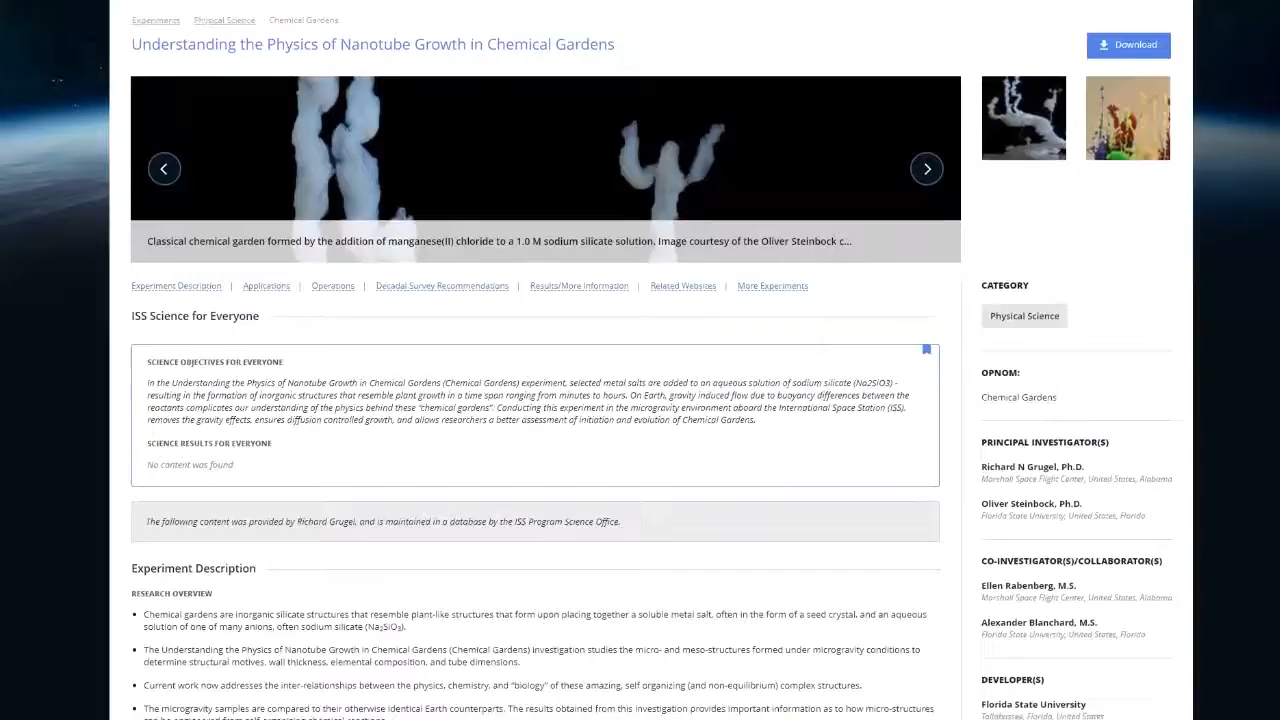 Experiments Physical Science Chemical Gardens
Understanding the Physics of Nanotube Growth in Chemical Gardens
Download
Classical chemical garden formed by the addition of manganese(II) chloride to a 1.0 M sodium silicate solution. Image courtesy of the Oliver Steinbock c...
Experiment Description | Applications | Operations | Decadal Survey Recommendations | Results/More Information | Related Websites | More Experiments
ISS Science for Everyone
SCIENCE OBJECTIVES FOR EVERYONE
In the Understanding the Physics of Nanotube Growth in Chemical Gardens (Chemical Gardens) experiment, selected metal salts are added to an aqueous solution of sodium silicate (Na2SiO3) -
resulting in the formation of inorganic structures that resemble plant growth in a time span ranging from minutes to hours. On Earth, gravity induced flow due to buoyancy differences between the
reactants complicates our understanding of the physics behind these "chemical gardens". Conducting this experiment in the microgravity environment aboard the International Space Station (ISS),
removes the gravity effects, ensures diffusion controlled growth, and allows researchers a better assessment of initiation and evolution of Chemical Gardens.
SCIENCE RESULTS FOR EVERYONE
No content was found
The following content was provided by Richard Grugel, and is maintained in a database by the ISS Program Science Office.
Experiment Description
RESEARCH OVERVIEW
• Chemical gardens are inorganic silicate structures that resemble plant-like structures that form upon placing together a soluble metal salt, often in the form of a seed crystal, and an aqueous
solution of one of many anions, often sodium silicate (Na₂SiO₃).
• The Understanding the Physics of Nanotube Growth in Chemical Gardens (Chemical Gardens) investigation studies the micro- and meso-structures formed under microgravity conditions to
determine structural motives, wall thickness, elemental composition, and tube dimensions.
• Current work now addresses the inter-relationships between the physics, chemistry, and "biology" of these amazing, self organizing (and non-equilibrium) complex structures.
• The microgravity samples are compared to their otherwise identical Earth counterparts. The results obtained from this investigation provides important information as to how micro-structures
CATEGORY
Physical Science
OPNOM:
Chemical Gardens
PRINCIPAL INVESTIGATOR(S)
Richard N Grugel, Ph.D.
Marshall Space Flight Center, United States, Alabama
Oliver Steinbock, Ph.D.
Florida State University, United States, Florida
CO-INVESTIGATOR(S)/COLLABORATOR(S)
Ellen Rabenberg, M.S.
Marshall Space Flight Center, United States, Alabama
Alexander Blanchard, M.S.
Florida State University, United States, Florida
DEVELOPER(S)
Florida State University
Tallahassee, Florida, United States